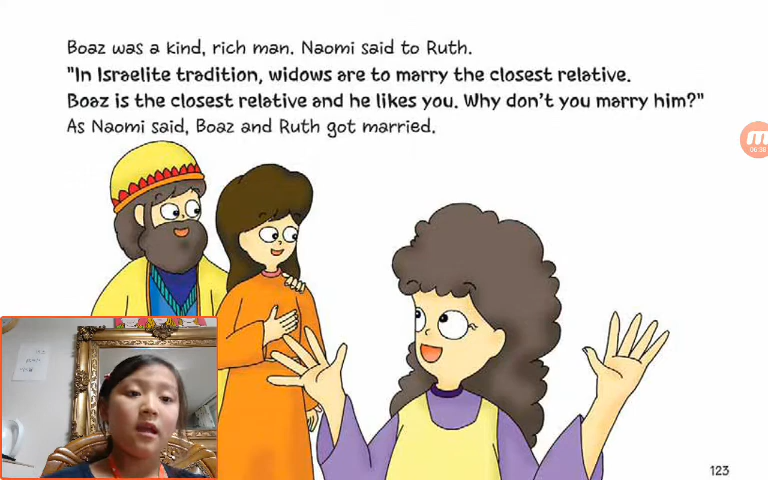 Boaz was a kind, rich man. Naomi said to Ruth.
"In Israelite tradition, widows are to marry the closest relative.
Boaz is the closest relative and he likes you. Why don't you marry him?"
As Naomi said, Boaz and Ruth got married.
123